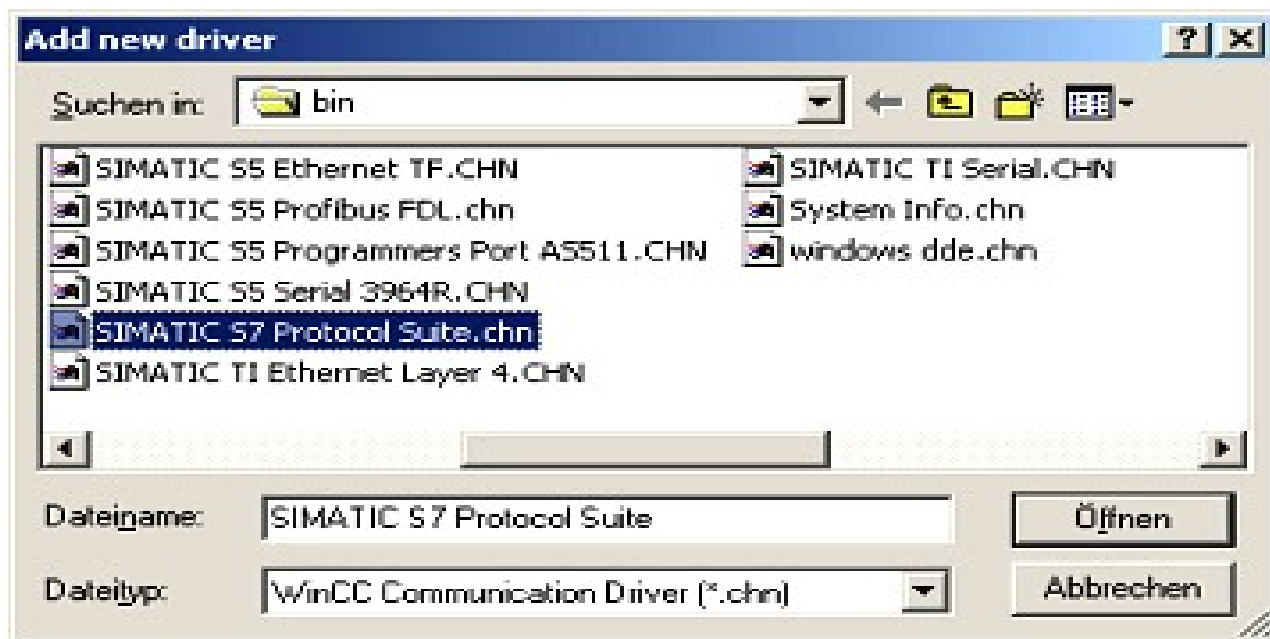 Add new driver
Suchen in: bin
SIMATIC S5 Ethernet TF.CHN
SIMATIC S5 Profibus FDL.chn
SIMATIC S5 Programmers Port AS511.CHN
SIMATIC S5 Serial 3964R.CHN
SIMATIC S7 Protocol Suite.chn
SIMATIC TI Ethernet Layer 4.CHN
SIMATIC TI Serial.CHN
System Info.chn
windows dde.chn
Dateiname: SIMATIC S7 Protocol Suite
Öffnen
Dateityp: WinCC Communication Driver (*.chn)
Abbrechen